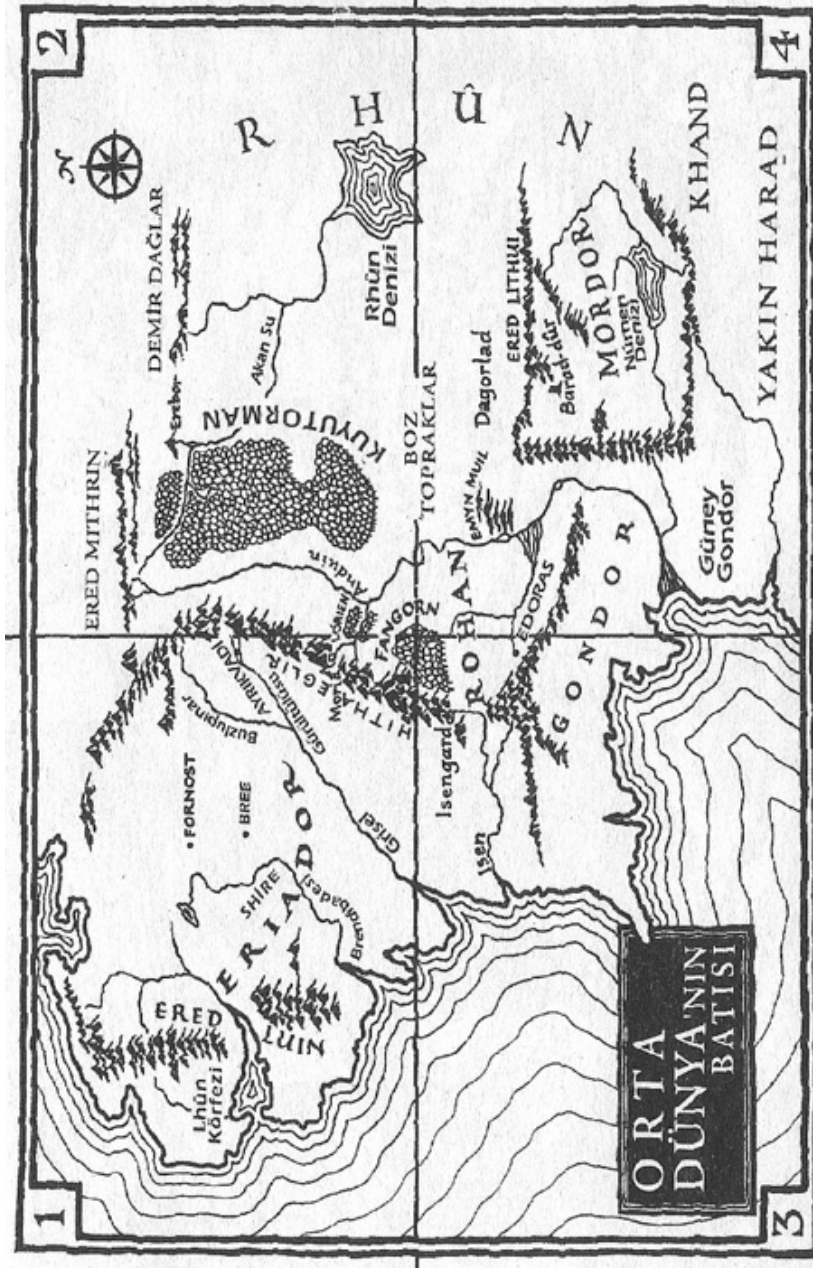 1
2
ERED MITHRIN
DEMİR DAĞLAR
N
Erebor
R
H
Û
N
KUYUTORMAN
Akan Su
Rhûn
Denizi
Anduin
AYRIKVADİ
Buzlupınar
Gürültülüsu
FORNOST
BREE
HITHAEGLIR
ERIADOR
SHIRE
Brendibadesi
Grisel
ERED
LUIN
Lhûn
Körfezi
FANGORN
BOZ
TOPRAKLAR
EMYN MUIL
Dagorlad
ERED LITHUI
Barad-dûr
MORDOR
Nûrnen
Denizi
KHAND
YAKIN HARAD
Isengard
ROHAN
EDORAS
Isen
GONDOR
Güney
Gondor
ORTA
DÜNYA'NIN
BATISI
3
4